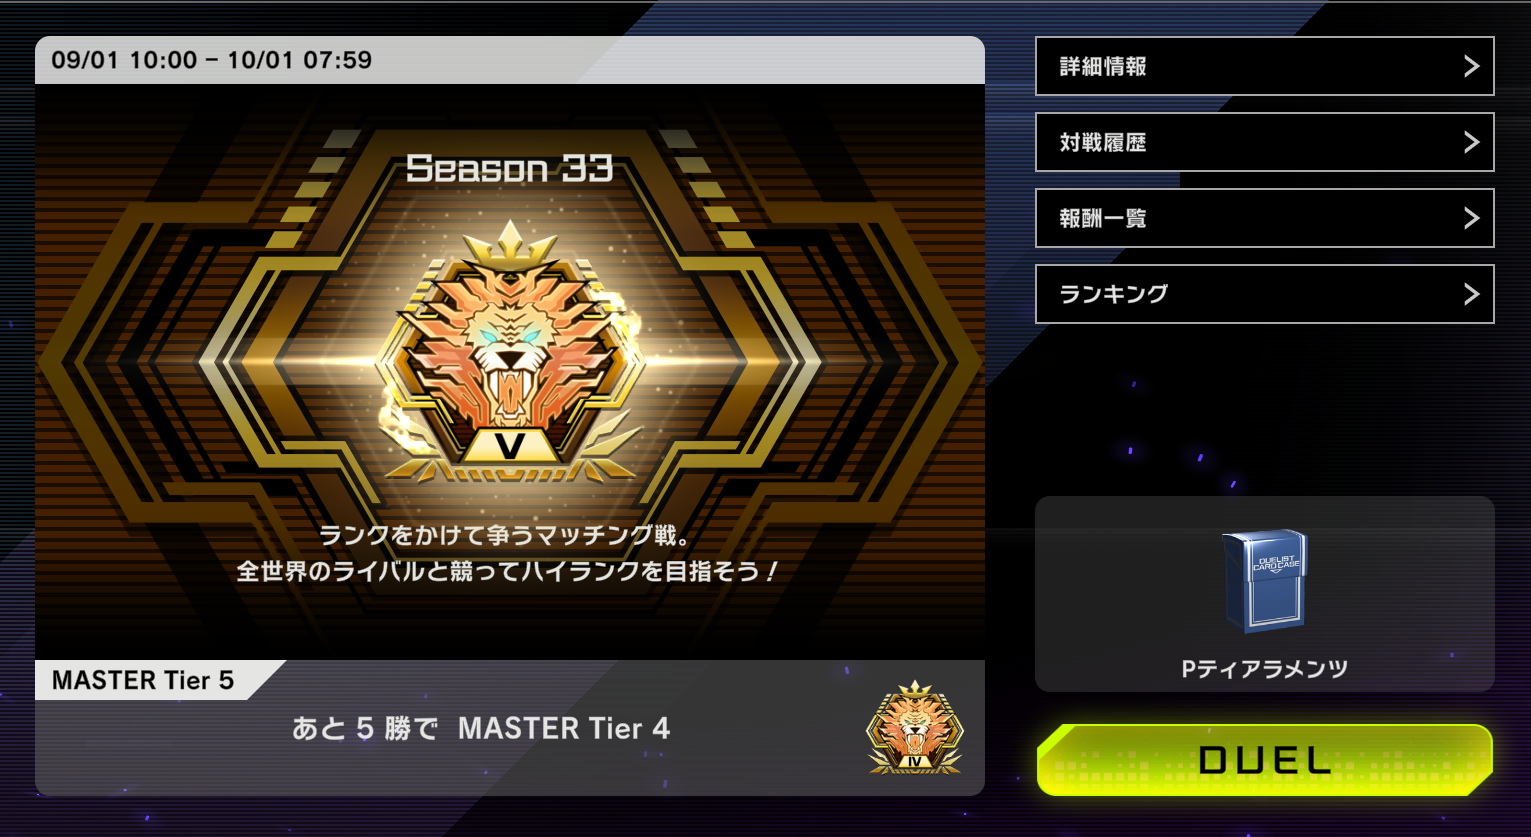 09/01 10:00 – 10/01 07:59
Season 33
V
ランクをかけて争うマッチング戦。
全世界のライバルと競ってハイランクを目指そう！
MASTER Tier 5
あと 5 勝で MASTER Tier 4
IV
詳細情報
対戦履歴
報酬一覧
ランキング
DUELIST
CARD CASE
Pティアラメンツ
DUEL